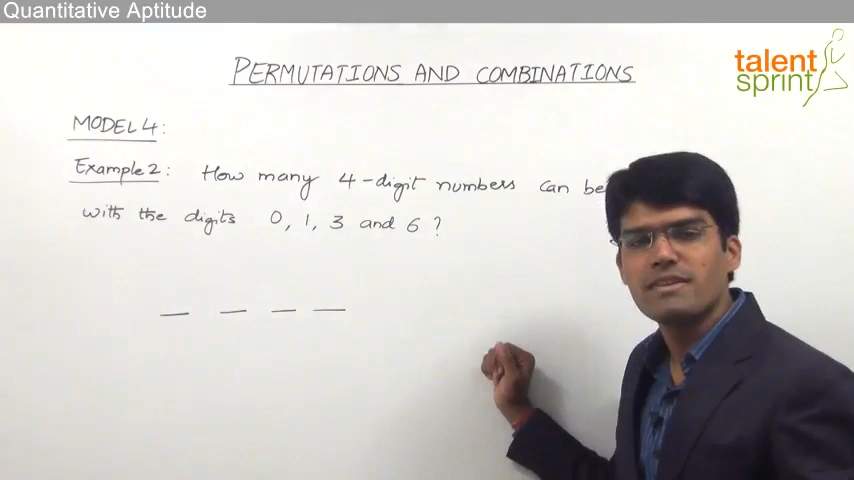 Quantitative Aptitude
talent
sprint
PERMUTATIONS AND COMBINATIONS
MODEL 4:
Example 2: How many 4-digit numbers can be
with the digits 0, 1, 3 and 6 ?